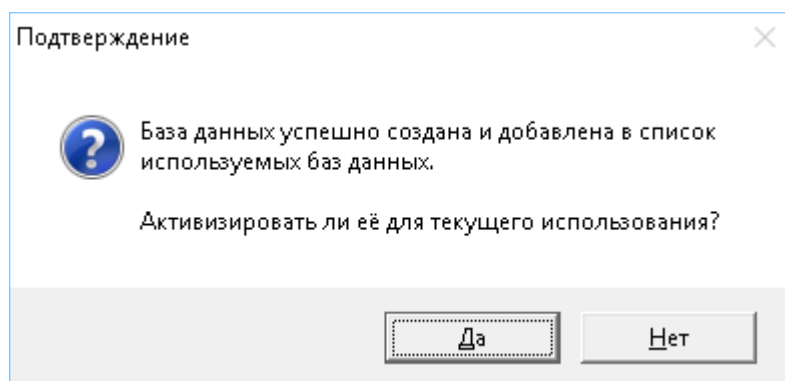 Подтверждение
База данных успешно создана и добавлена в список
используемых баз данных.
Активизировать ли её для текущего использования?
Да
Нет